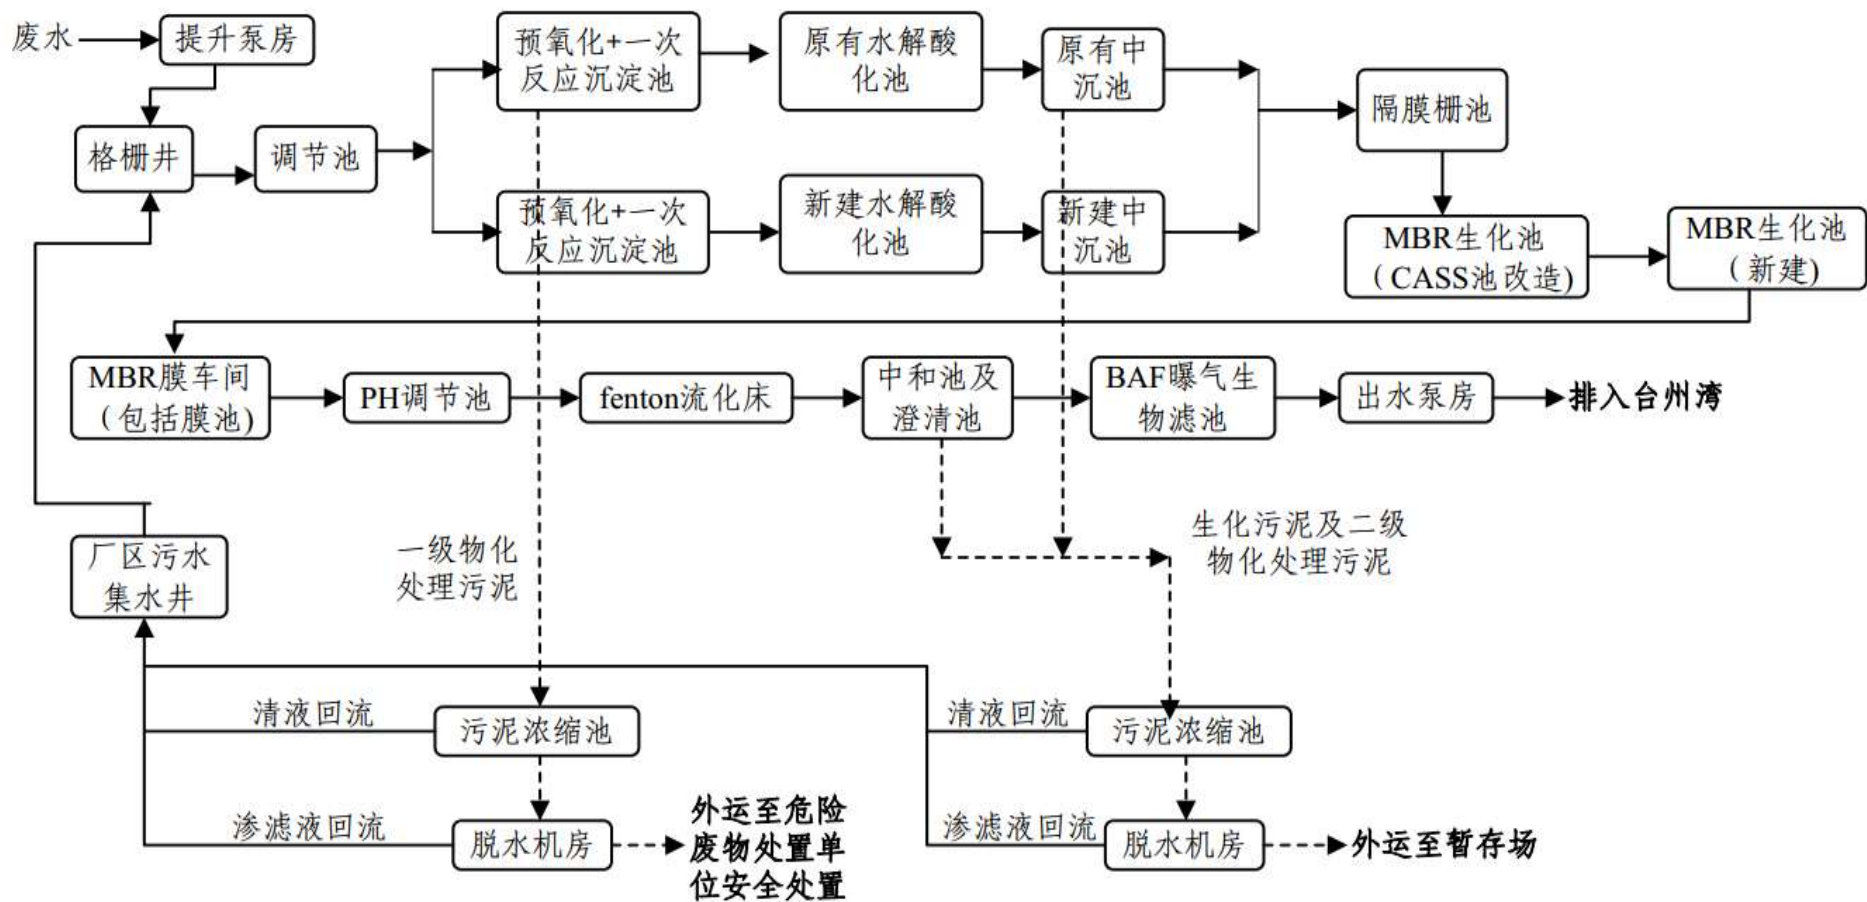 废水
提升泵房
预氧化+一次
反应沉淀池
原有水解酸
化池
原有中
沉池
隔膜栅池
格栅井
调节池
预氧化+一次
反应沉淀池
新建水解酸
化池
新建中
沉池
MBR生化池
（CASS池改造)
MBR生化池
（新建)
MBR膜车间
（包括膜池)
PH调节池
fenton流化床
中和池及
澄清池
BAF曝气生
物滤池
出水泵房
排入台州湾
厂区污水
集水井
一级物化
处理污泥
生化污泥及二级
物化处理污泥
清液回流
污泥浓缩池
清液回流
污泥浓缩池
渗滤液回流
脱水机房
外运至危险
废物处置单
位安全处置
渗滤液回流
脱水机房
外运至暂存场